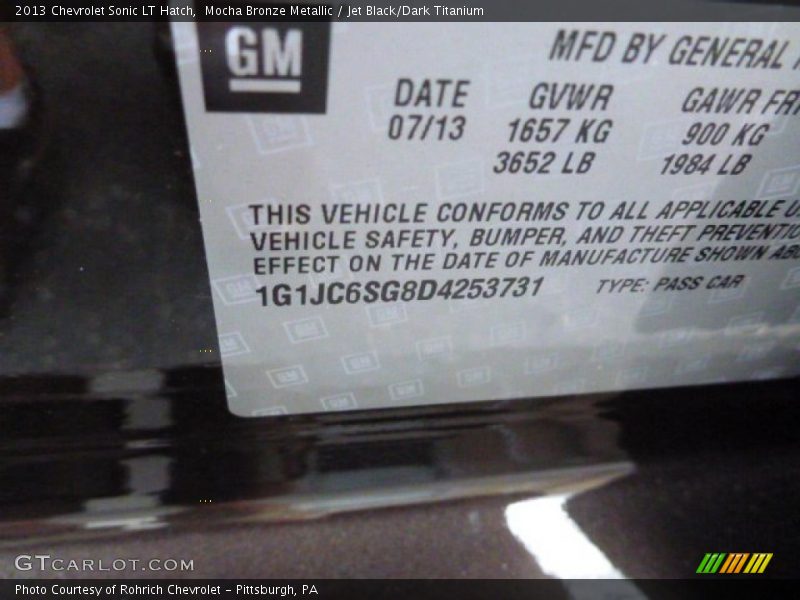 2013 Chevrolet Sonic LT Hatch, Mocha Bronze Metallic / Jet Black/Dark Titanium
GM
MFD BY GENERAL
DATE GVWR GAWR FR
07/13 1657 KG 900 KG
3652 LB 1984 LB
THIS VEHICLE CONFORMS TO ALL APPLICABLE
VEHICLE SAFETY, BUMPER, AND THEFT PREVENTIO
EFFECT ON THE DATE OF MANUFACTURE SHOWN ABO
1G1JC6SG8D4253731 TYPE: PASS CAR
GTCARLOT.COM
Photo Courtesy of Rohrich Chevrolet - Pittsburgh, PA